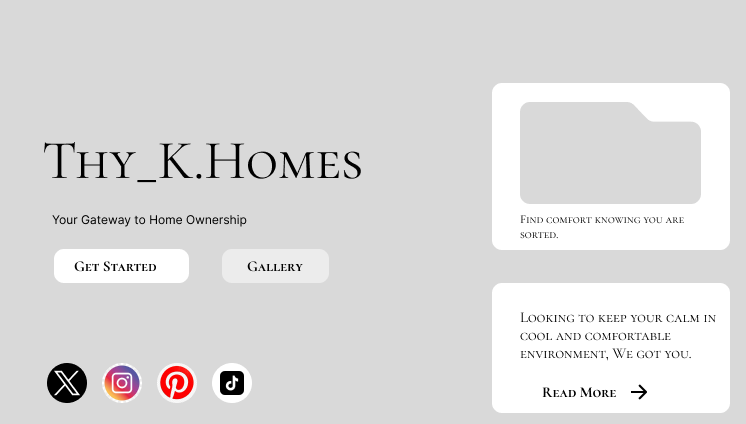 Thy_K.Homes
Your Gateway to Home Ownership
Get Started
Gallery
Find comfort knowing you are
sorted.
Looking to keep your calm in
cool and comfortable
environment, We got you.
Read More